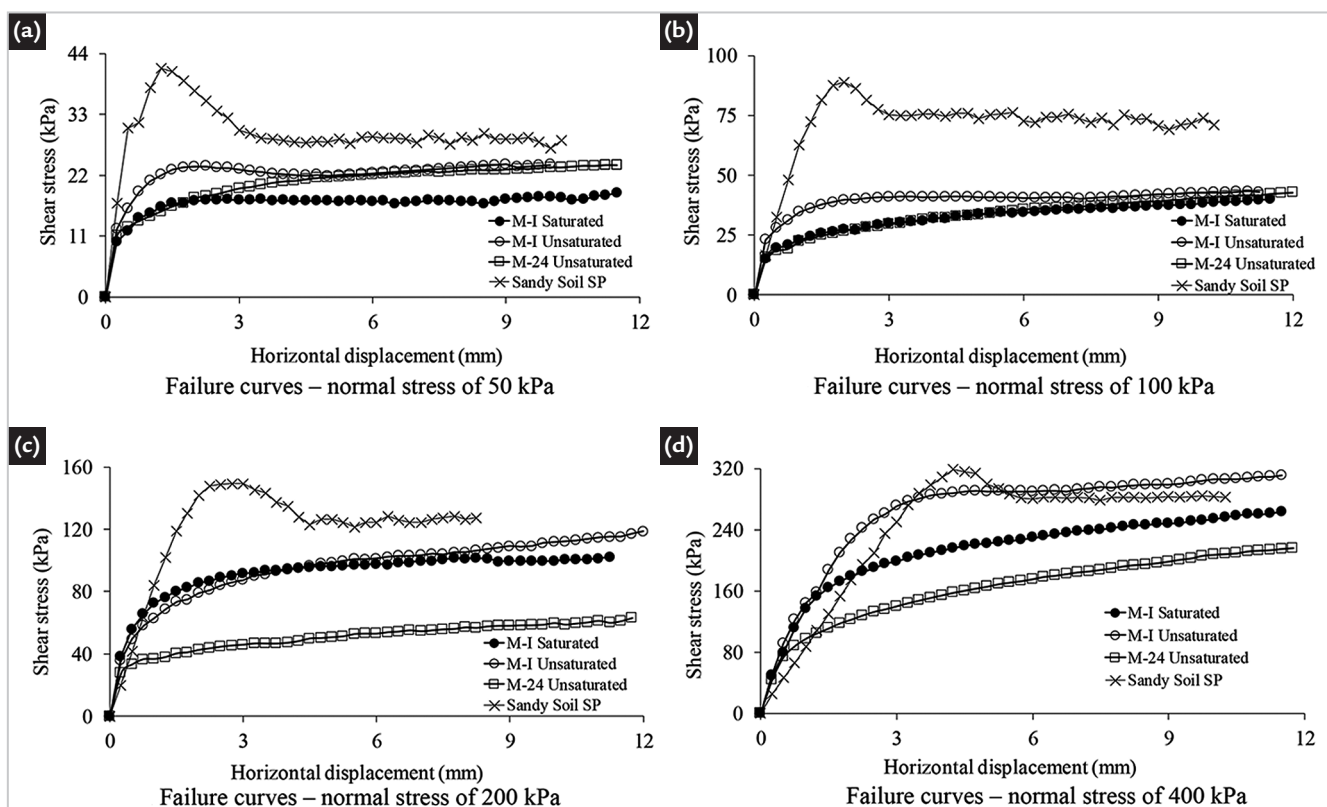 (a)
44
33
22
11
0
Shear stress (kPa)
M-I Saturated
M-I Unsaturated
M-24 Unsaturated
Sandy Soil SP
0 3 6 9 12
Horizontal displacement (mm)
Failure curves – normal stress of 50 kPa
(b)
100
75
50
25
0
Shear stress (kPa)
M-I Saturated
M-I Unsaturated
M-24 Unsaturated
Sandy Soil SP
0 3 6 9 12
Horizontal displacement (mm)
Failure curves – normal stress of 100 kPa
(c)
160
120
80
40
0
Shear stress (kPa)
M-I Saturated
M-I Unsaturated
M-24 Unsaturated
Sandy Soil SP
0 3 6 9 12
Horizontal displacement (mm)
Failure curves – normal stress of 200 kPa
(d)
320
240
160
80
0
Shear stress (kPa)
M-I Saturated
M-I Unsaturated
M-24 Unsaturated
Sandy Soil SP
0 3 6 9 12
Horizontal displacement (mm)
Failure curves – normal stress of 400 kPa